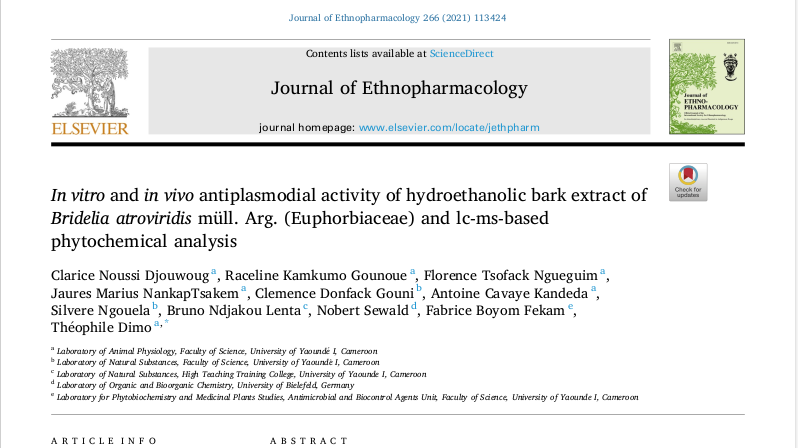 Journal of Ethnopharmacology 266 (2021) 113424
Contents lists available at ScienceDirect
Journal of Ethnopharmacology
journal homepage: www.elsevier.com/locate/jethpharm
ELSEVIER
Journal of
ETHNO-
PHARMACOLOGY
Check for
updates
In vitro and in vivo antiplasmodial activity of hydroethanolic bark extract of
Bridelia atroviridis müll. Arg. (Euphorbiaceae) and lc-ms-based
phytochemical analysis
Clarice Noussi Djouwoug a, Raceline Kamkumo Gounoue a, Florence Tsofack Ngueguim a,
Jaures Marius NankapTsakem a, Clemence Donfack Gouni b, Antoine Cavaye Kandeda a,
Silvere Ngouela b, Bruno Ndjakou Lenta c, Nobert Sewald d, Fabrice Boyom Fekam e,
Théophile Dimo a,*
a Laboratory of Animal Physiology, Faculty of Science, University of Yaoundé I, Cameroon
b Laboratory of Natural Substances, Faculty of Science, University of Yaoundé I, Cameroon
c Laboratory of Natural Substances, High Teaching Training College, University of Yaounde I, Cameroon
d Laboratory of Organic and Bioorganic Chemistry, University of Bielefeld, Germany
e Laboratory for Phytobiochemistry and Medicinal Plants Studies, Antimicrobial and Biocontrol Agents Unit, Faculty of Science, University of Yaounde I, Cameroon
ARTICLE INFO
ABSTRACT